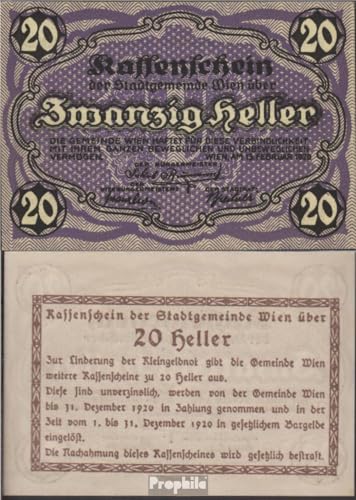 20
20
Kassenschein
der Stadtgemeinde Wien über
Zwanzig Heller
DIE GEMEINDE WIEN HAFTET FÜR DIESE VERBINDLICHKEIT
MIT IHREM GANZEN BEWEGLICHEN UND UNBEWEGLICHEN
VERMÖGEN. WIEN, AM 15. FEBRUAR 1920
DER BÜRGERMEISTER
VIZEBÜRGERMEISTER DER STADTRAT
20
20
Kassenschein der Stadtgemeinde Wien über
20 Heller
Zur Linderung der Kleingeldnot gibt die Gemeinde Wien
weitere Kassenscheine zu 20 Heller aus.
Diese sind unverzinslich, werden von der Gemeinde Wien
bis 31. Dezember 1920 in Zahlung genommen und in der
Zeit vom 1. bis 31. Dezember 1920 in gesetzlichem Bargelde
eingelöst.
Die Nachahmung dieses Kassenscheines wird gesetzlich bestraft.
Prophila